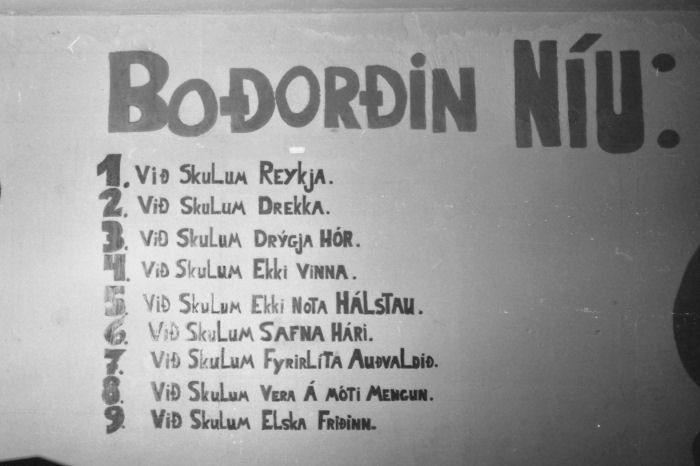 BOÐORÐIN NÍU:
1. VIÐ SKULUM REYKJA.
2. VIÐ SKULUM DREKKA.
3. VIÐ SKULUM DRÝGJA HÓR.
4. VIÐ SKULUM EKKI VINNA.
5. VIÐ SKULUM EKKI NOTA HÁLSTAU.
6. VIÐ SKULUM SAFNA HÁRI.
7. VIÐ SKULUM FYRIRLÍTA AUÐVALDIÐ.
8. VIÐ SKULUM VERA Á MÓTI MENGUN.
9. VIÐ SKULUM ELSKA FRIÐINN.